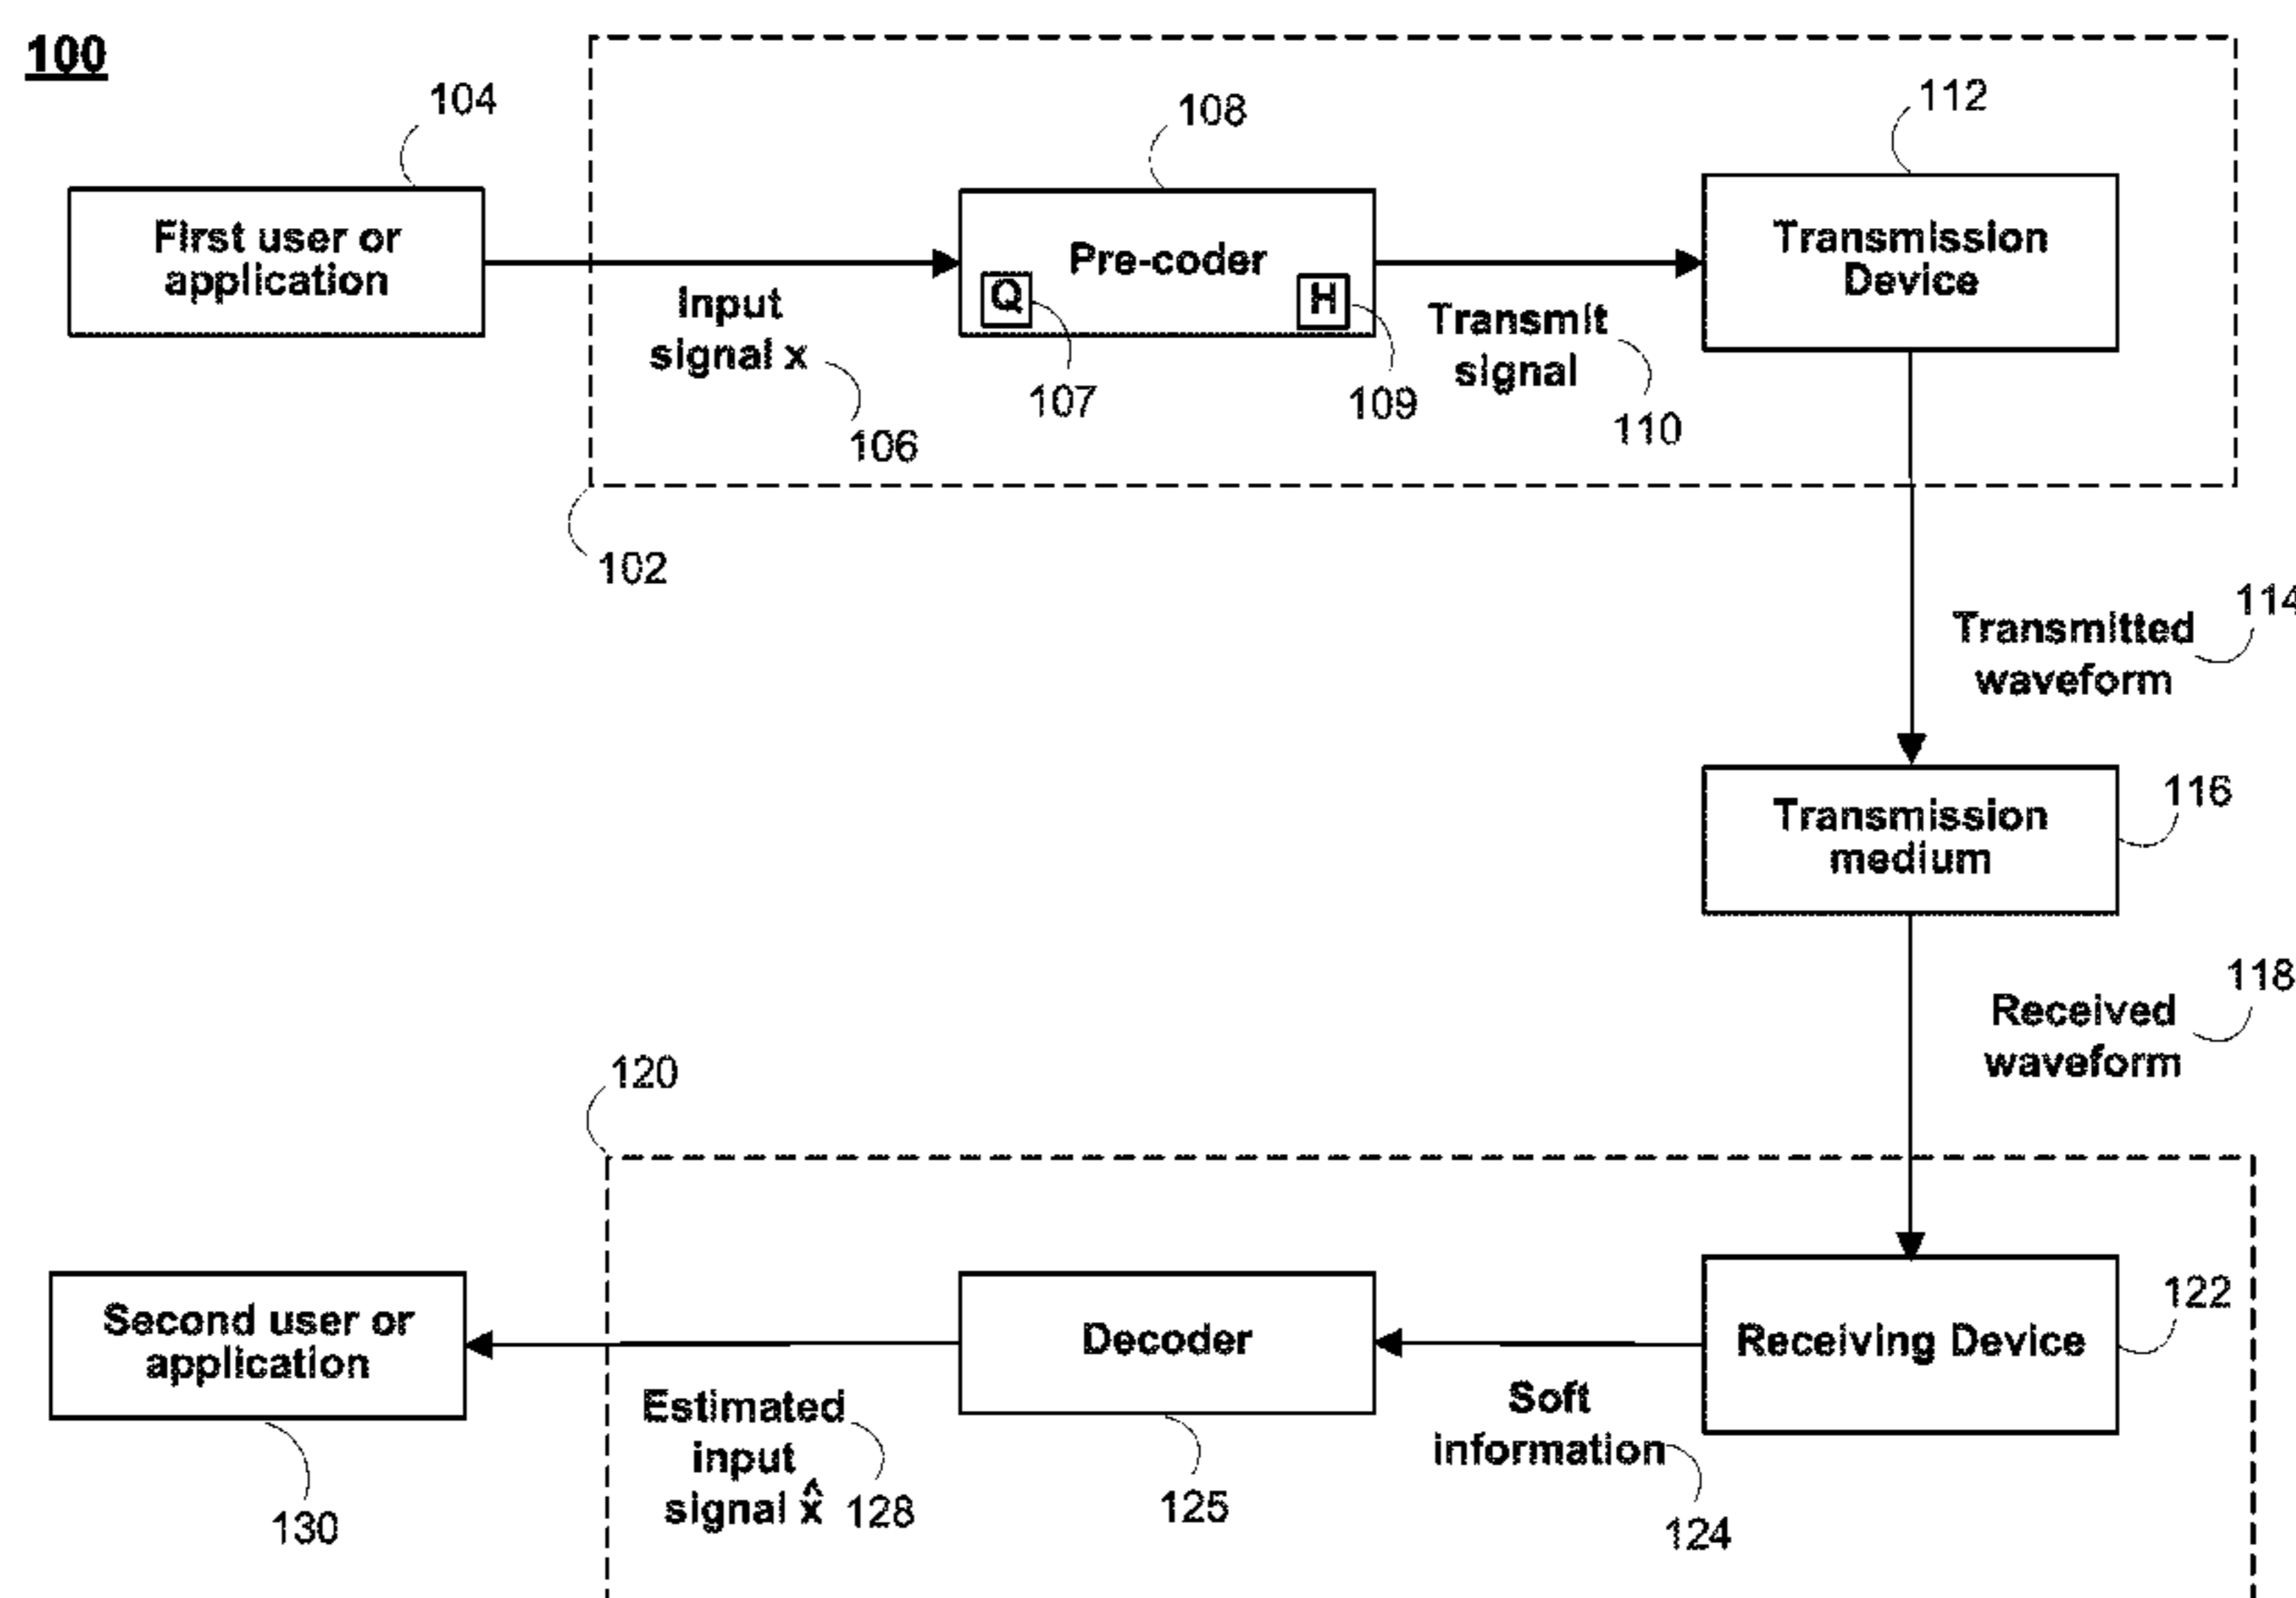 100
104
108
112
First user or
application
Pre-coder
Q
H
Transmission
Device
Input
signal x
106
107
109
Transmit
signal
110
102
114
Transmitted
waveform
Transmission
medium
116
118
Received
waveform
120
Second user or
application
Decoder
Receiving Device
122
Estimated
input
signal x̂
128
125
Soft
information
124
130